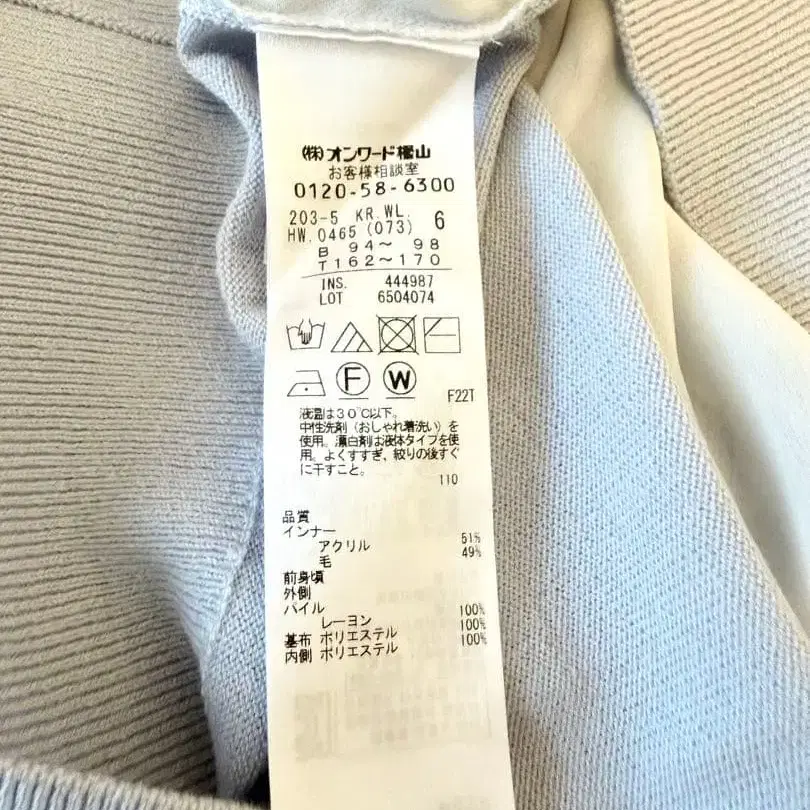 (株)オンワード樫山
お客様相談室
0120-58-6300
203-5 KR.WL. 6
HW.0465 (073)
B 94〜 98
T162〜170
INS. 444987
LOT 6504074
F W
F22T
液温は30℃以下。
中性洗剤(おしゃれ着洗い)を
使用。漂白剤は液体タイプを使
用。よくすすぎ、絞りの後すぐ
に干すこと。
110
品質
インナー
アクリル 51%
毛 49%
前身頃
外側
パイル
レーヨン 100%
基布 ポリエステル 100%
内側 ポリエステル 100%